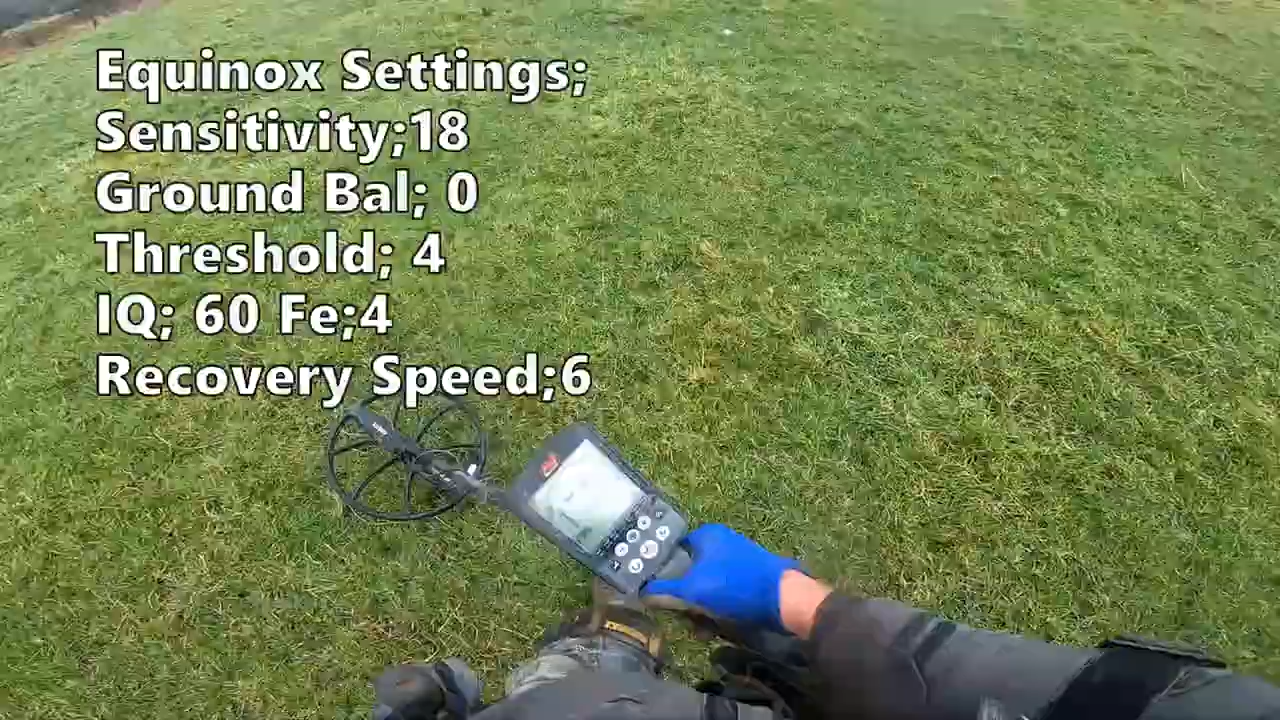 Equinox Settings;
Sensitivity;18
Ground Bal; 0
Threshold; 4
IQ; 60 Fe;4
Recovery Speed;6